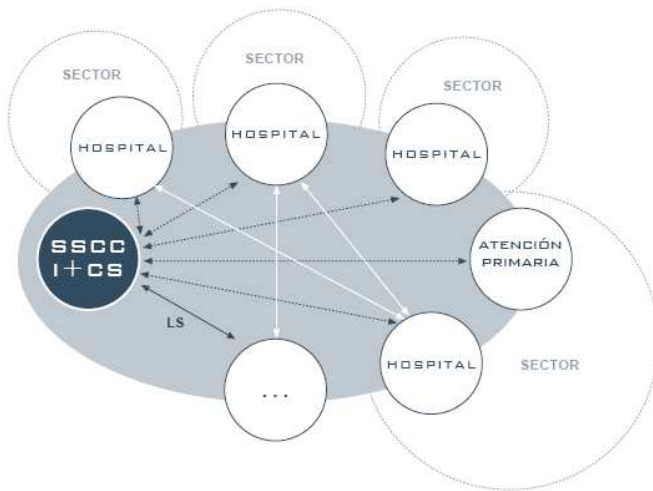 SECTOR
SECTOR
SECTOR
HOSPITAL
HOSPITAL
HOSPITAL
SSCC
I+CS
ATENCIÓN
PRIMARIA
LS
HOSPITAL
SECTOR
...